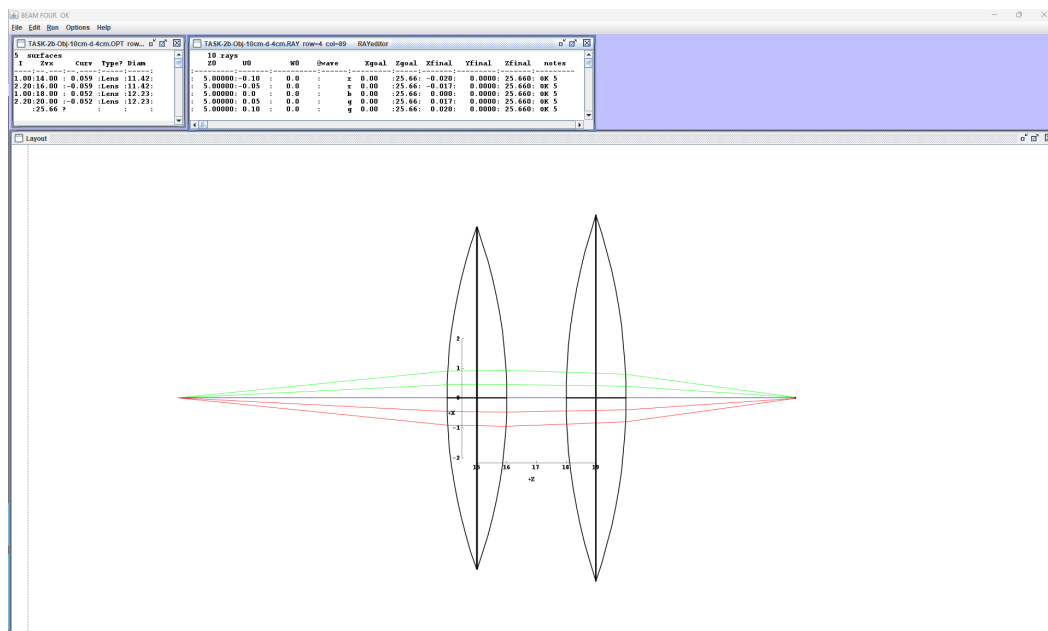 BEAM FOUR: OK
File Edit Run Options Help
TASK-2b-Obj-10cm-d-4cm.OPT row...
5 surfaces
I Zvx Curv Type? Diam
1.00:14.00 : 0.059 :Lens :11.42:
2.20:16.00 :-0.059 :Lens :11.42:
1.00:18.00 : 0.052 :Lens :12.23:
2.20:20.00 :-0.052 :Lens :12.23:
:25.66 ? : : :
TASK-2b-Obj-10cm-d-4cm.RAY row=4 col=89 RAYeditor
10 rays
Z0 U0 W0 @wave Xgoal Zgoal Xfinal Yfinal Zfinal notes
: 5.00000:-0.10 : 0.0 : r 0.00 :25.66: -0.020: 0.0000: 25.660: OK 5
: 5.00000:-0.05 : 0.0 : r 0.00 :25.66: -0.017: 0.0000: 25.660: OK 5
: 5.00000: 0.0 : 0.0 : b 0.00 :25.66: 0.000: 0.0000: 25.660: OK 5
: 5.00000: 0.05 : 0.0 : g 0.00 :25.66: 0.017: 0.0000: 25.660: OK 5
: 5.00000: 0.10 : 0.0 : g 0.00 :25.66: 0.020: 0.0000: 25.660: OK 5
Layout
2
1
0
+X
-1
-2
15 16 17 18 19
+Z